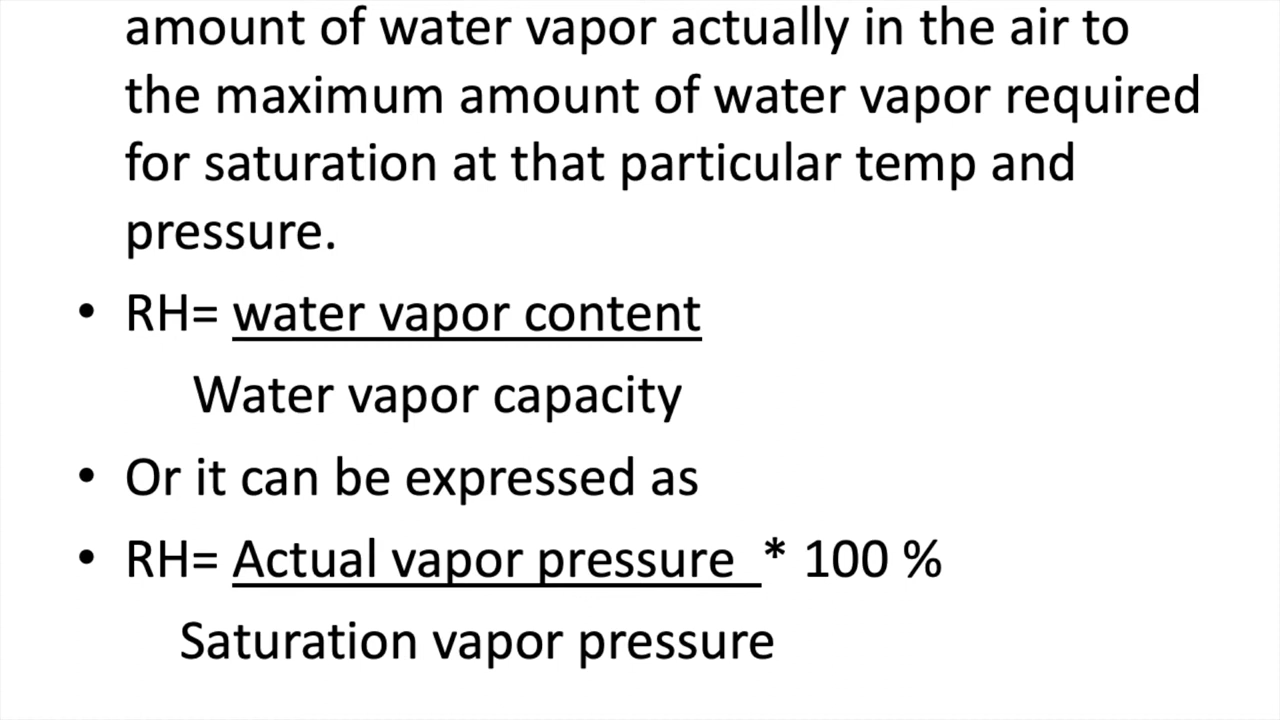 amount of water vapor actually in the air to
the maximum amount of water vapor required
for saturation at that particular temp and
pressure.
• RH= water vapor content
Water vapor capacity
• Or it can be expressed as
• RH= Actual vapor pressure * 100 %
Saturation vapor pressure